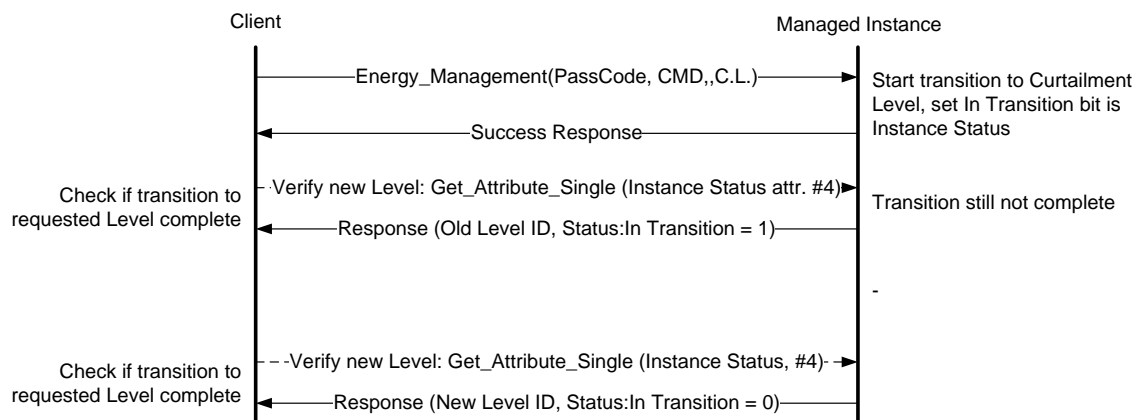 Client
Managed Instance
Energy_Management(PassCode, CMD,,C.L.)
Start transition to Curtailment
Level, set In Transition bit is
Instance Status
Success Response
Verify new Level: Get_Attribute_Single (Instance Status attr. #4)
Check if transition to
requested Level complete
Transition still not complete
Response (Old Level ID, Status:In Transition = 1)
-
Verify new Level: Get_Attribute_Single (Instance Status, #4)
Check if transition to
requested Level complete
Response (New Level ID, Status:In Transition = 0)